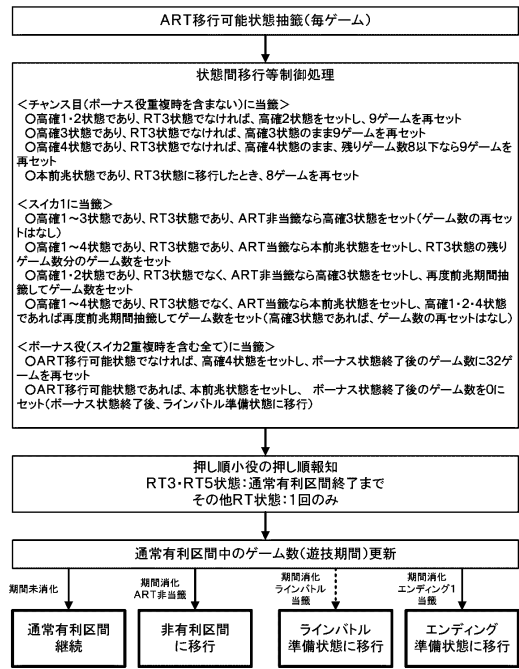 ART移行可能状態抽籤(毎ゲーム)
状態間移行等制御処理
<チャンス目(ボーナス役重複時を含まない)に当籤>
○高確1・2状態であり、RT3状態でなければ、高確2状態をセットし、9ゲームを再セット
○高確3状態であり、RT3状態でなければ、高確3状態のまま9ゲームを再セット
○高確4状態であり、RT3状態でなければ、高確4状態のまま、残りゲーム数8以下なら9ゲームを
再セット
○本前兆状態であり、RT3状態に移行したとき、8ゲームを再セット
<スイカ1に当籤>
○高確1~3状態であり、RT3状態であり、ART非当籤なら高確3状態をセット(ゲーム数の再セッ
トはなし)
○高確1~4状態であり、RT3状態であり、ART当籤なら本前兆状態をセットし、RT3状態の残り
ゲーム数分のゲーム数をセット
○高確1・2状態であり、RT3状態でなく、ART非当籤なら高確3状態をセットし、再度前兆期間抽
籤してゲーム数をセット
○高確1~4状態であり、RT3状態でなく、ART当籤なら本前兆状態をセットし、高確1・2・4状態
であれば再度前兆期間抽籤してゲーム数をセット(高確3状態であれば、ゲーム数の再セットはなし)
<ボーナス役(スイカ2重複時を含む全て)に当籤>
○ART移行可能状態でなければ、高確4状態をセットし、ボーナス状態終了後のゲーム数に32ゲ
ームを再セット
○ART移行可能状態であれば、本前兆状態をセットし、 ボーナス状態終了後のゲーム数を0に
セット(ボーナス状態終了後、ラインバトル準備状態に移行)
押し順小役の押し順報知
RT3・RT5状態:通常有利区間終了まで
その他RT状態:1回のみ
通常有利区間中のゲーム数(遊技期間)更新
期間未消化
期間消化
ART非当籤
期間消化
ラインバトル
当籤
期間消化
エンディング1
当籤
通常有利区間
継続
非有利区間
に移行
ラインバトル
準備状態に移行
エンディング
準備状態に移行